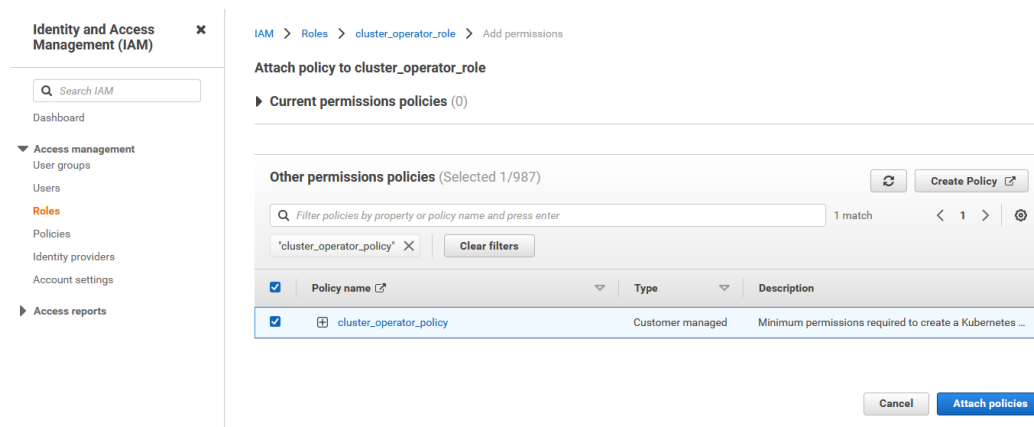 Identity and Access
Management (IAM)
Search IAM
Dashboard
Access management
User groups
Users
Roles
Policies
Identity providers
Account settings
Access reports
IAM > Roles > cluster_operator_role > Add permissions
Attach policy to cluster_operator_role
Current permissions policies (0)
Other permissions policies (Selected 1/987)
Create Policy
Filter policies by property or policy name and press enter
1 match
1
"cluster_operator_policy"
Clear filters
Policy name Type Description
cluster_operator_policy Customer managed Minimum permissions required to create a Kubernetes ...
Cancel Attach policies